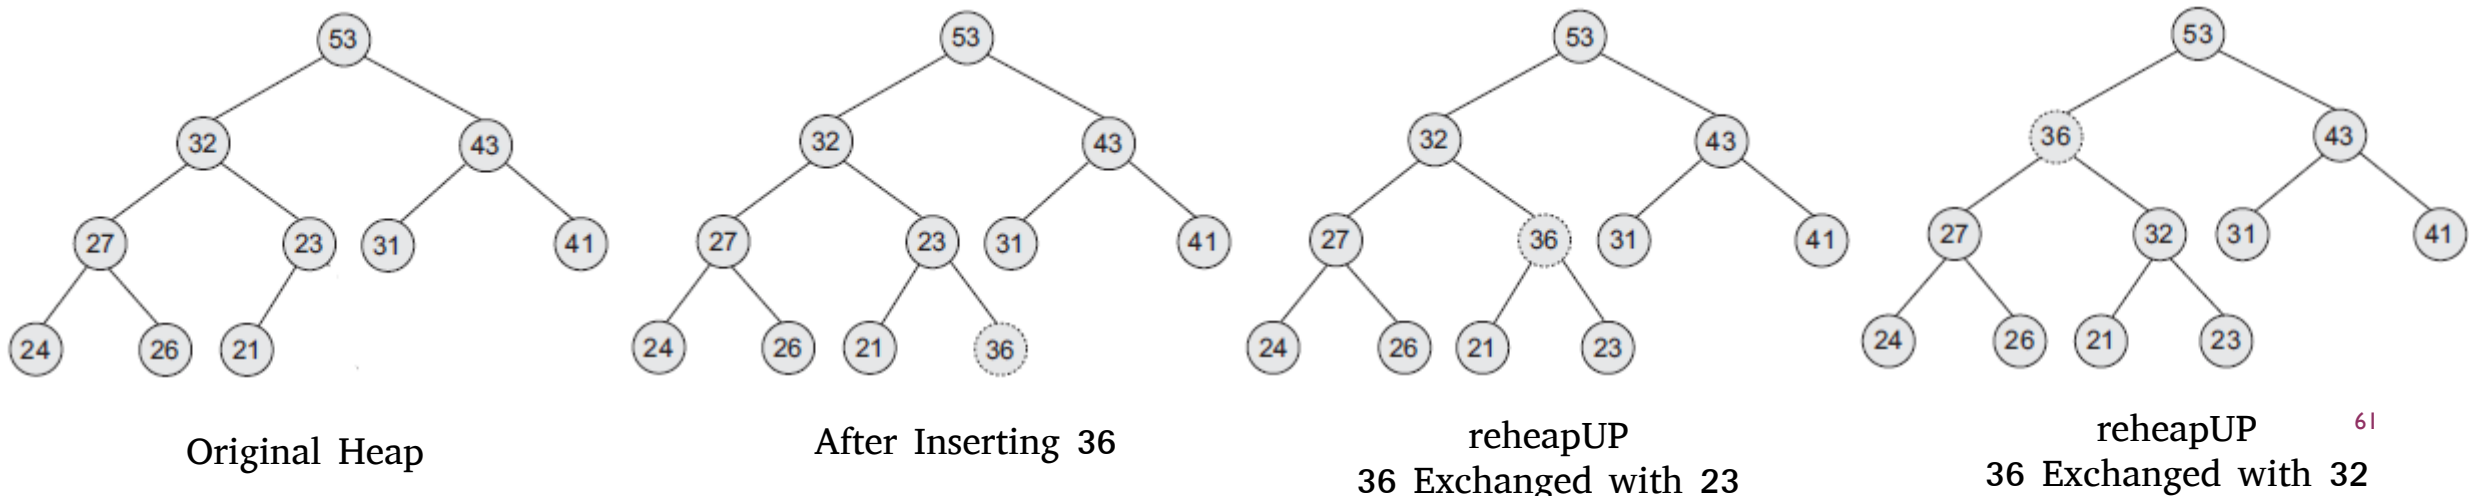 53
32 43
27 23 31 41
24 26 21
Original Heap
53
32 43
27 23 31 41
24 26 21 36
After Inserting 36
53
32 43
27 36 31 41
24 26 21 23
reheapUP
36 Exchanged with 23
53
36 43
27 32 31 41
24 26 21 23
reheapUP
36 Exchanged with 32
61